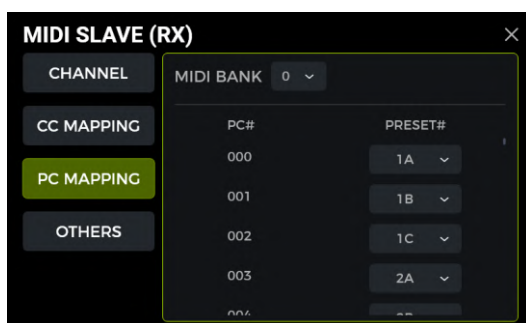 MIDI SLAVE (RX)
CHANNEL
CC MAPPING
PC MAPPING
OTHERS
MIDI BANK 0
PC# PRESET#
000 1A
001 1B
002 1C
003 2A